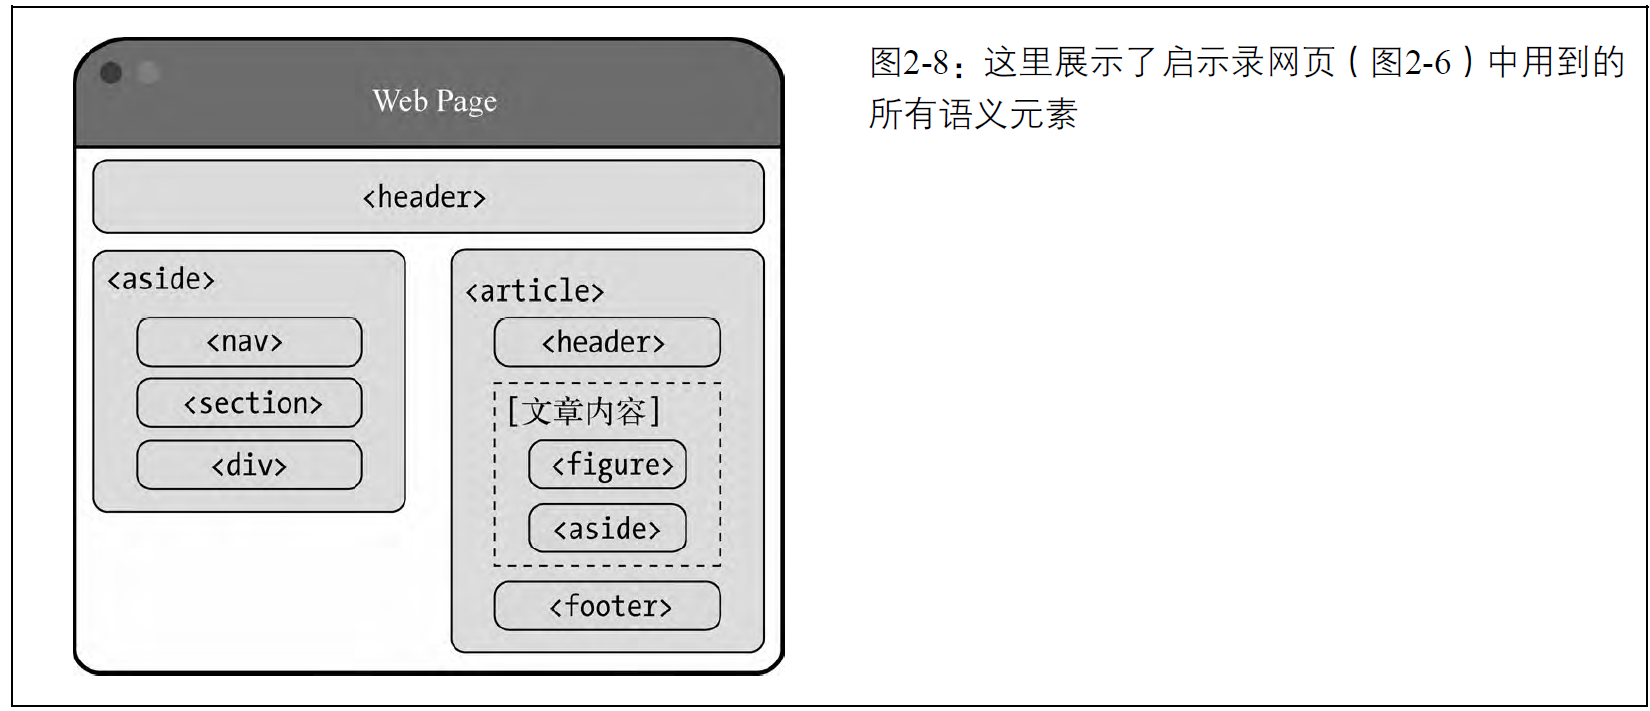 Web Page
<header>
<aside>
<nav>
<section>
<div>
<article>
<header>
[文章内容]
<figure>
<aside>
<footer>
图2-8：这里展示了启示录网页（图2-6）中用到的
所有语义元素